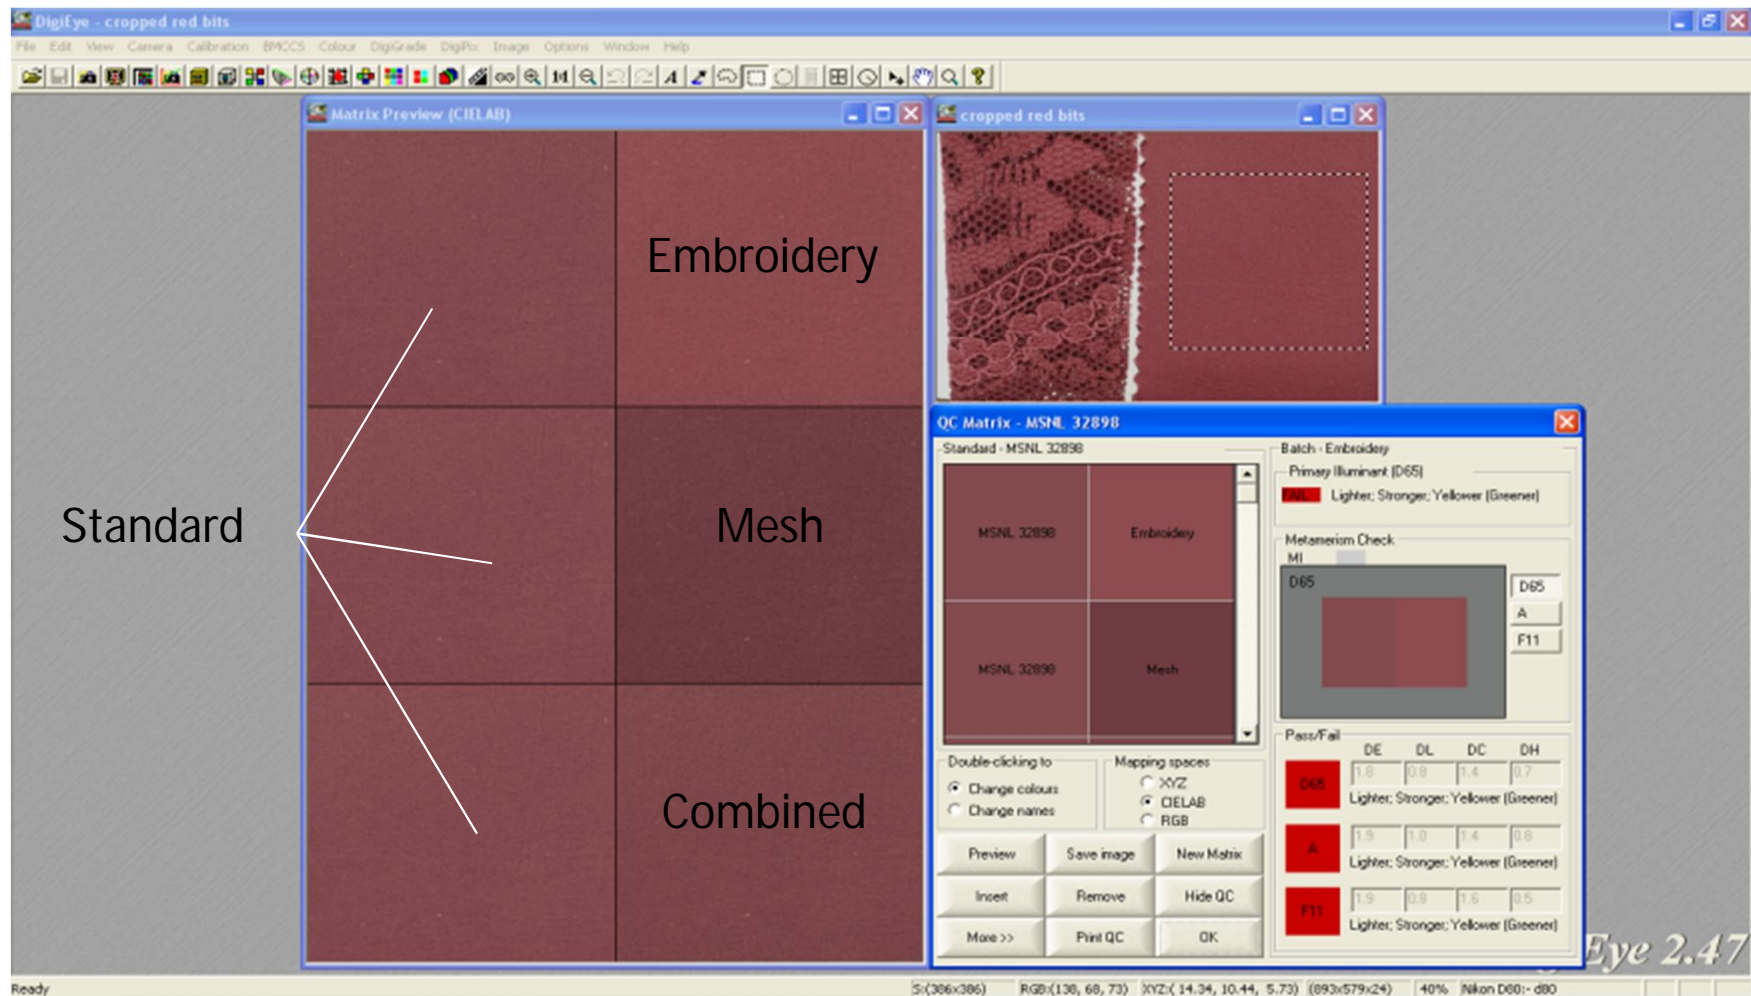 DigiEye - cropped red bits
File Edit View Camera Calibration BMCCS Colour DigiGrade DigiPix Image Options Window Help
Matrix Preview (CIELAB)
cropped red bits
Embroidery
Standard
Mesh
Combined
QC Matrix - MSNL 32898
Standard - MSNL 32898
MSNL 32898 Embroidery
MSNL 32898 Mesh
Double-clicking to
Change colours
Change names
Mapping spaces
XYZ
CIELAB
RGB
Preview Save image New Matrix
Insert Remove Hide QC
More >> Print QC OK
Batch - Embroidery
Primary Illuminant (D65)
FAIL Lighter; Stronger; Yellower (Greener)
Metamerism Check
MI
D65
D65
A
F11
Pass/Fail
DE DL DC DH
D65 1.8 0.8 1.4 0.7
Lighter; Stronger; Yellower (Greener)
A 1.9 1.0 1.4 0.8
Lighter; Stronger; Yellower (Greener)
F11 1.9 0.8 1.6 0.5
Lighter; Stronger; Yellower (Greener)
Eye 2.47
Ready S:(386x386) RGB:(138, 68, 73) XYZ:( 14.34, 10.44, 5.73) (893x579x24) 40% Nikon D80:- d80